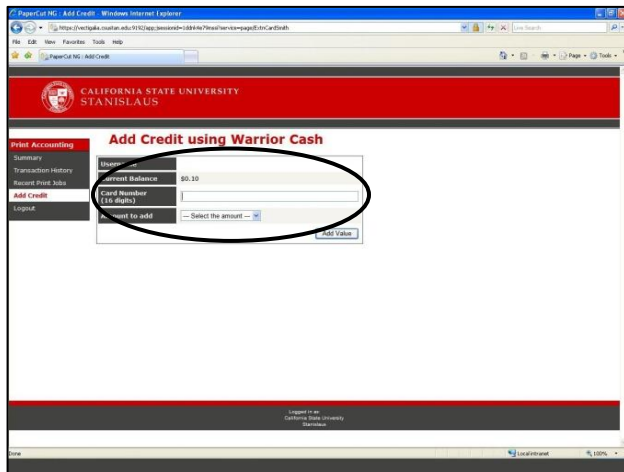 PaperCut NG : Add Credit - Windows Internet Explorer
Live Search
File Edit View Favorites Tools Help
PaperCut NG : Add Credit
Page Tools
CALIFORNIA STATE UNIVERSITY
STANISLAUS
Print Accounting
Summary
Transaction History
Recent Print Jobs
Add Credit
Logout
Add Credit using Warrior Cash
Username
Current Balance $0.10
Card Number
(16 digits)
Amount to add --- Select the amount ---
Add Value
Logged in as:
California State University
Stanislaus
Done Local intranet 100%